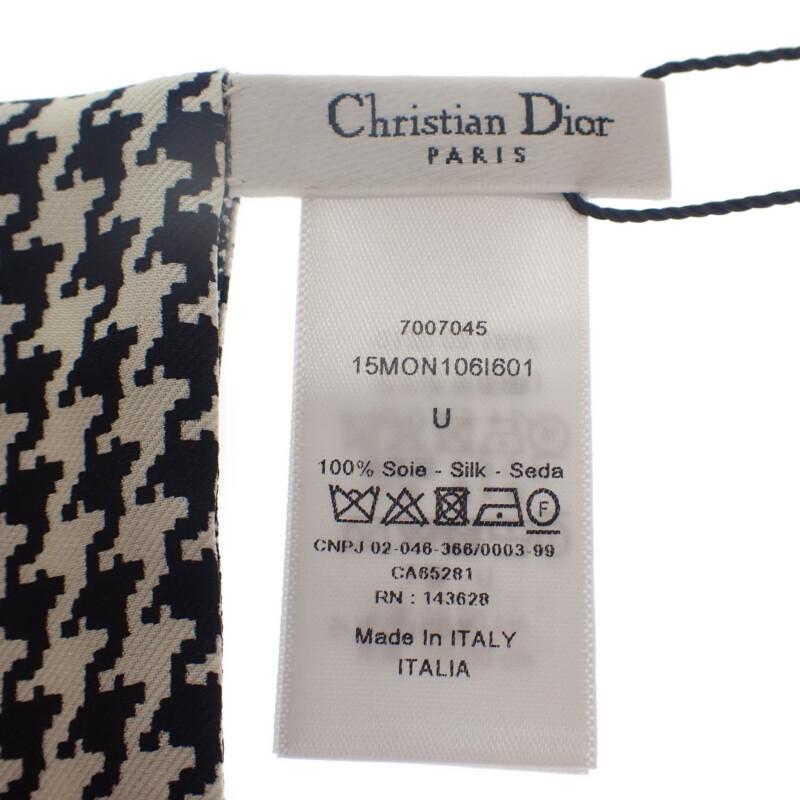 Christian Dior
PARIS
7007045
15MON106I601
U
100% Soie - Silk - Seda
F
CNPJ 02-046-366/0003-99
CA65281
RN : 143628
Made In ITALY
ITALIA